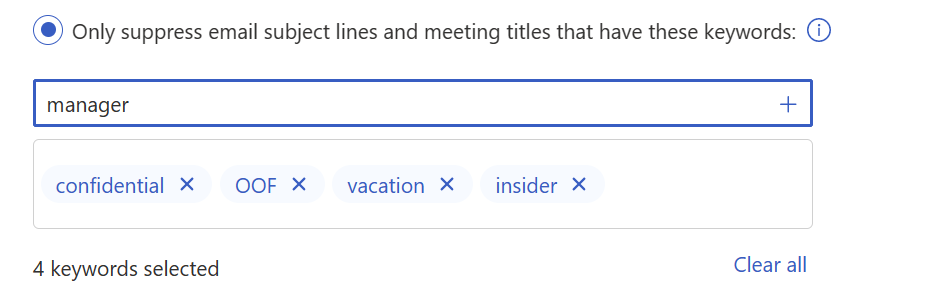 Only suppress email subject lines and meeting titles that have these keywords:
manager
confidential OOF vacation insider
4 keywords selected Clear all